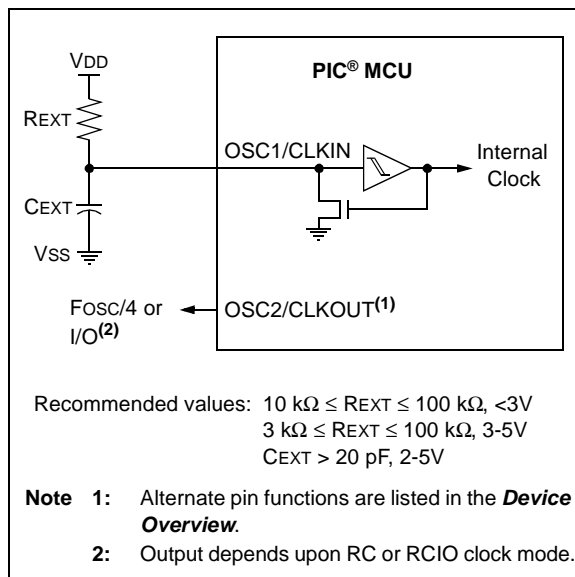 VDD
PIC® MCU
REXT
OSC1/CLKIN
Internal
Clock
CEXT
VSS
FOSC/4 or
I/O(2)
OSC2/CLKOUT(1)
Recommended values: 10 kΩ ≤ REXT ≤ 100 kΩ, <3V
3 kΩ ≤ REXT ≤ 100 kΩ, 3-5V
CEXT > 20 pF, 2-5V
Note 1: Alternate pin functions are listed in the Device
Overview.
2: Output depends upon RC or RCIO clock mode.